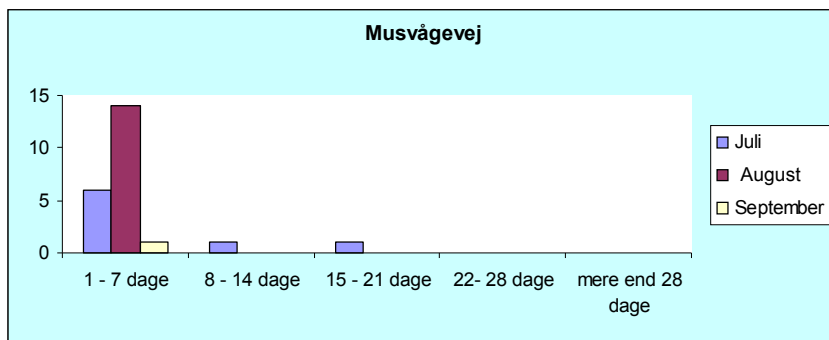 Musvågevej
15
10
5
0
1 - 7 dage
8 - 14 dage
15 - 21 dage
22- 28 dage
mere end 28
dage
Juli
August
September